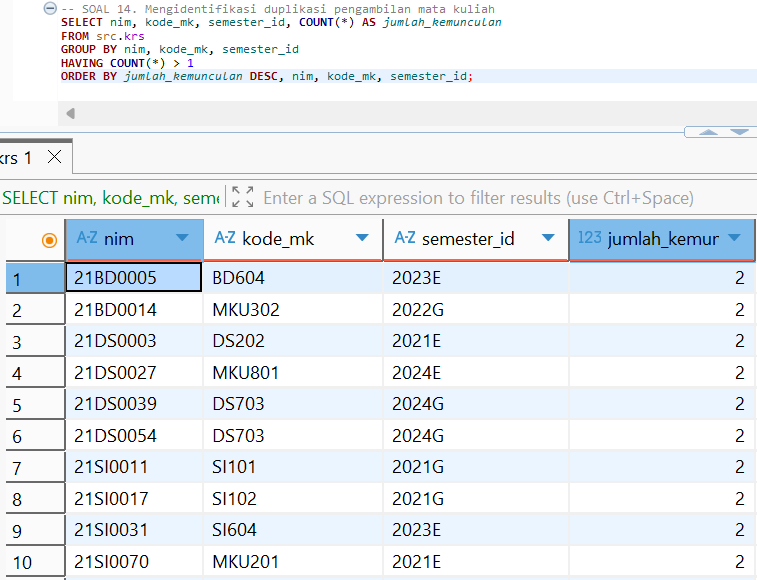 -- SOAL 14. Mengidentifikasi duplikasi pengambilan mata kuliah
SELECT nim, kode_mk, semester_id, COUNT(*) AS jumlah_kemunculan
FROM src.krs
GROUP BY nim, kode_mk, semester_id
HAVING COUNT(*) > 1
ORDER BY jumlah_kemunculan DESC, nim, kode_mk, semester_id;
krs 1
SELECT nim, kode_mk, seme Enter a SQL expression to filter results (use Ctrl+Space)
A-Z nim A-Z kode_mk A-Z semester_id 123 jumlah_kemur
1 21BD0005 BD604 2023E 2
2 21BD0014 MKU302 2022G 2
3 21DS0003 DS202 2021E 2
4 21DS0027 MKU801 2024E 2
5 21DS0039 DS703 2024G 2
6 21DS0054 DS703 2024G 2
7 21SI0011 SI101 2021G 2
8 21SI0017 SI102 2021G 2
9 21SI0031 SI604 2023E 2
10 21SI0070 MKU201 2021E 2